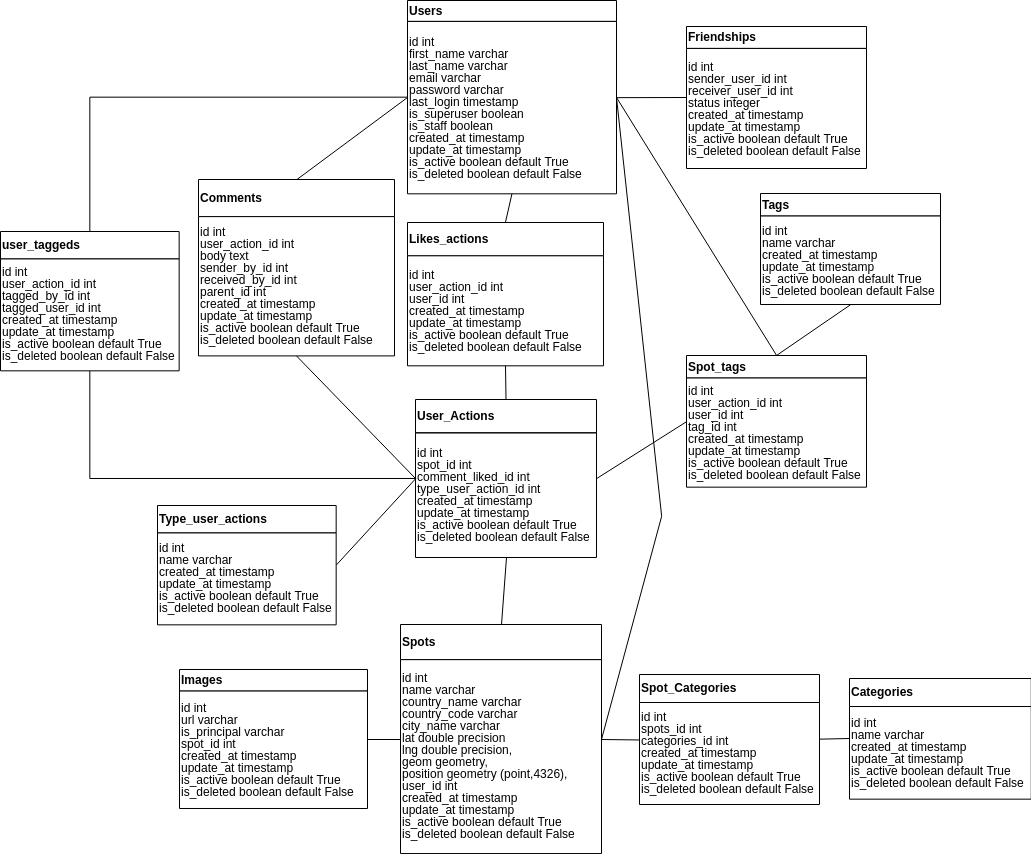 Users
id int
first_name varchar
last_name varchar
email varchar
password varchar
last_login timestamp
is_superuser boolean
is_staff boolean
created_at timestamp
update_at timestamp
is_active boolean default True
is_deleted boolean default False
Friendships
id int
sender_user_id int
receiver_user_id int
status integer
created_at timestamp
update_at timestamp
is_active boolean default True
is_deleted boolean default False
Comments
id int
user_action_id int
body text
sender_by_id int
received_by_id int
parent_id int
created_at timestamp
update_at timestamp
is_active boolean default True
is_deleted boolean default False
user_taggeds
id int
user_action_id int
tagged_by_id int
tagged_user_id int
created_at timestamp
update_at timestamp
is_active boolean default True
is_deleted boolean default False
Likes_actions
id int
user_action_id int
user_id int
created_at timestamp
update_at timestamp
is_active boolean default True
is_deleted boolean default False
Tags
id int
name varchar
created_at timestamp
update_at timestamp
is_active boolean default True
is_deleted boolean default False
Spot_tags
id int
user_action_id int
user_id int
tag_id int
created_at timestamp
update_at timestamp
is_active boolean default True
is_deleted boolean default False
User_Actions
id int
spot_id int
comment_liked_id int
type_user_action_id int
created_at timestamp
update_at timestamp
is_active boolean default True
is_deleted boolean default False
Type_user_actions
id int
name varchar
created_at timestamp
update_at timestamp
is_active boolean default True
is_deleted boolean default False
Spots
id int
name varchar
country_name varchar
country_code varchar
city_name varchar
lat double precision
lng double precision,
geom geometry,
position geometry (point,4326),
user_id int
created_at timestamp
update_at timestamp
is_active boolean default True
is_deleted boolean default False
Images
id int
url varchar
is_principal varchar
spot_id int
created_at timestamp
update_at timestamp
is_active boolean default True
is_deleted boolean default False
Spot_Categories
id int
spots_id int
categories_id int
created_at timestamp
update_at timestamp
is_active boolean default True
is_deleted boolean default False
Categories
id int
name varchar
created_at timestamp
update_at timestamp
is_active boolean default True
is_deleted boolean default False